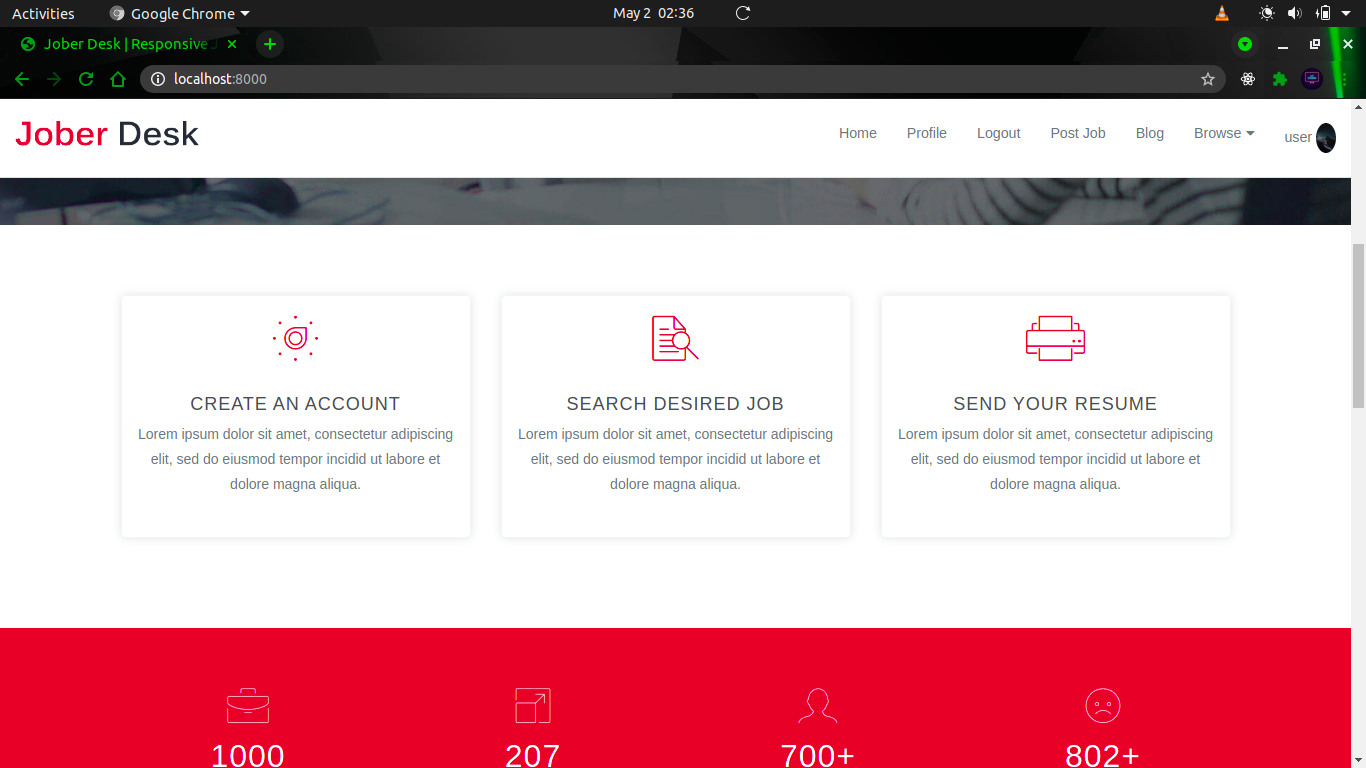 Activities
Google Chrome
May 2 02:36
Jober Desk | Responsive J
localhost:8000
Jober Desk
Home
Profile
Logout
Post Job
Blog
Browse
user
CREATE AN ACCOUNT
Lorem ipsum dolor sit amet, consectetur adipiscing
elit, sed do eiusmod tempor incidid ut labore et
dolore magna aliqua.
SEARCH DESIRED JOB
Lorem ipsum dolor sit amet, consectetur adipiscing
elit, sed do eiusmod tempor incidid ut labore et
dolore magna aliqua.
SEND YOUR RESUME
Lorem ipsum dolor sit amet, consectetur adipiscing
elit, sed do eiusmod tempor incidid ut labore et
dolore magna aliqua.
1000
207
700+
802+